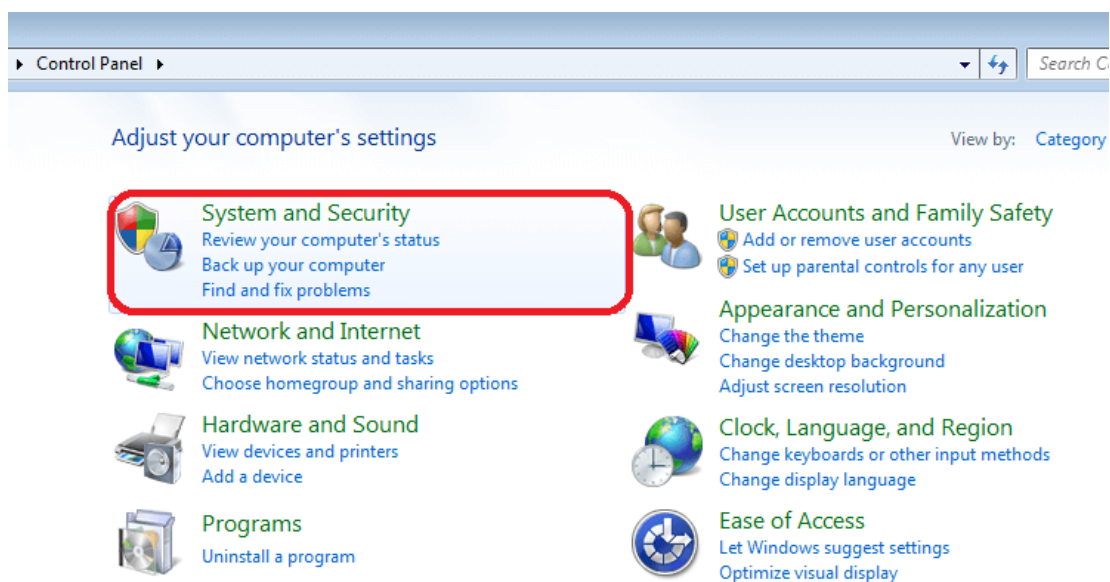 Control Panel
Search C
Adjust your computer's settings
View by: Category
System and Security
Review your computer's status
Back up your computer
Find and fix problems
Network and Internet
View network status and tasks
Choose homegroup and sharing options
Hardware and Sound
View devices and printers
Add a device
Programs
Uninstall a program
User Accounts and Family Safety
Add or remove user accounts
Set up parental controls for any user
Appearance and Personalization
Change the theme
Change desktop background
Adjust screen resolution
Clock, Language, and Region
Change keyboards or other input methods
Change display language
Ease of Access
Let Windows suggest settings
Optimize visual display